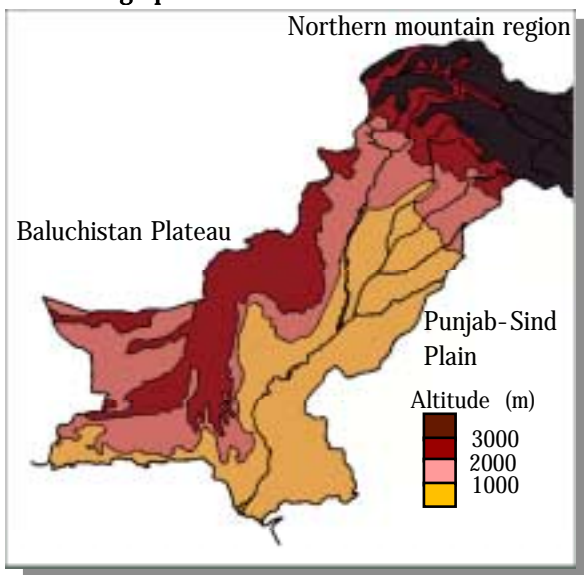 Northern mountain region
Baluchistan Plateau
Punjab-Sind
Plain
Altitude (m)
3000
2000
1000